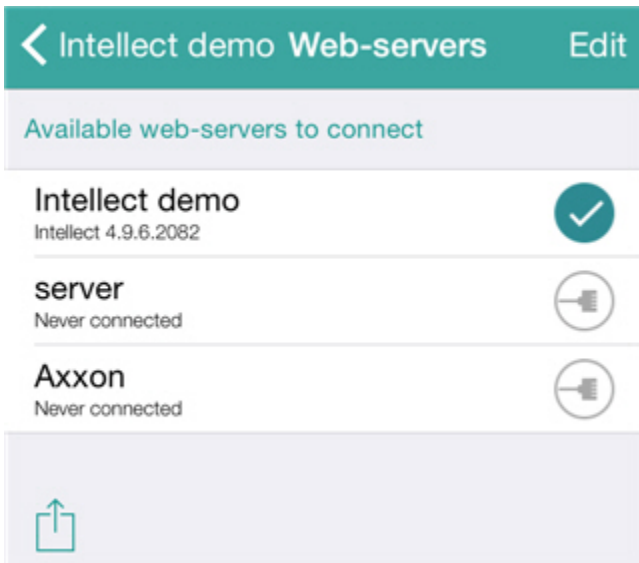 Intellect demo Web-servers Edit
Available web-servers to connect
Intellect demo
Intellect 4.9.6.2082
server
Never connected
Axxon
Never connected